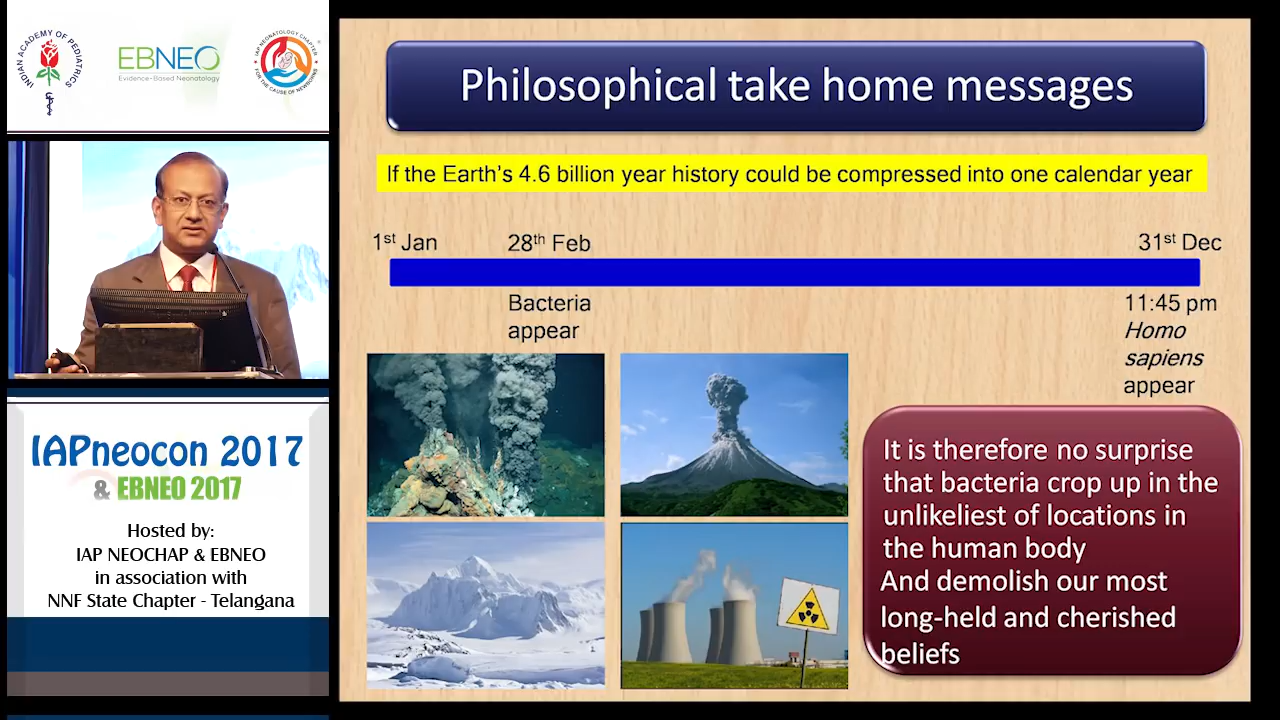 INDIAN ACADEMY OF PEDIATRICS
EBNEO
Evidence-Based Neonatology
IAP NEONATOLOGY CHAPTER
FOR THE CAUSE OF NEWBORNS
IAPneocon 2017
& EBNEO 2017
Hosted by:
IAP NEOCHAP & EBNEO
in association with
NNF State Chapter - Telangana
Philosophical take home messages
If the Earth's 4.6 billion year history could be compressed into one calendar year
1st Jan
28th Feb
31st Dec
Bacteria
appear
11:45 pm
Homo
sapiens
appear
It is therefore no surprise
that bacteria crop up in the
unlikeliest of locations in
the human body
And demolish our most
long-held and cherished
beliefs